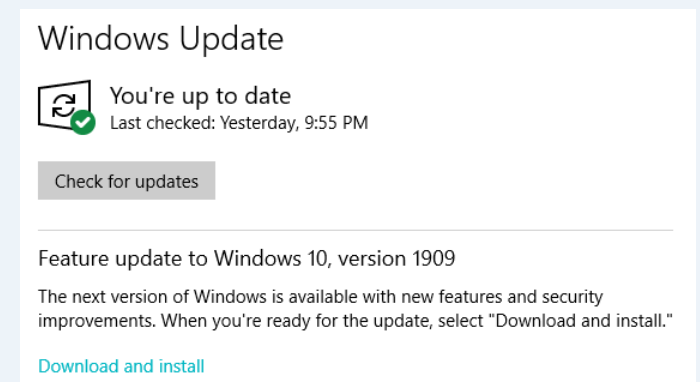 Windows Update
You're up to date
Last checked: Yesterday, 9:55 PM
Check for updates
Feature update to Windows 10, version 1909
The next version of Windows is available with new features and security
improvements. When you're ready for the update, select "Download and install."
Download and install